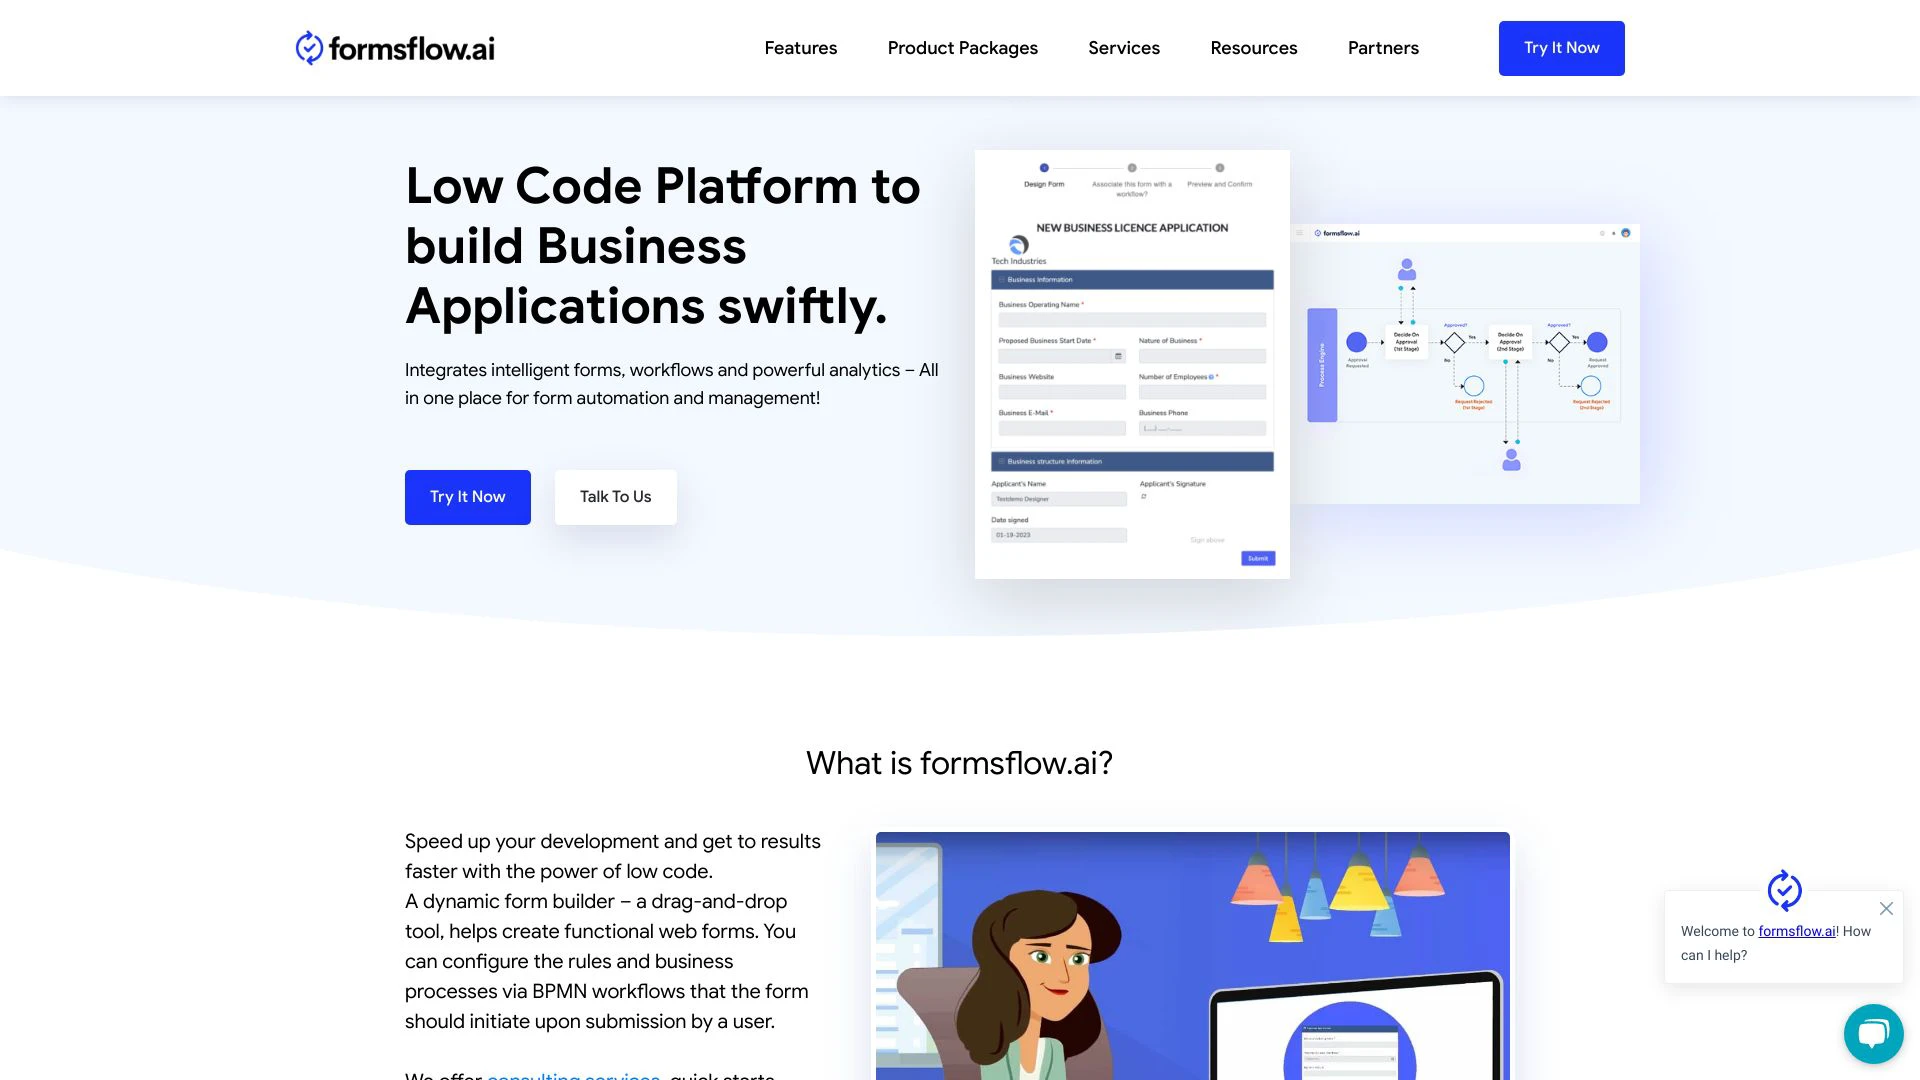 formsflow.ai
Features
Product Packages
Services
Resources
Partners
Try It Now
Low Code Platform to
build Business
Applications swiftly.
Integrates intelligent forms, workflows and powerful analytics – All
in one place for form automation and management!
Try It Now
Talk To Us
Design Form
Associate this form with a
workflow?
Preview and Confirm
NEW BUSINESS LICENCE APPLICATION
Tech Industries
Business Information
Business Operating Name *
Proposed Business Start Date *
Nature of Business *
Business Website
Number of Employees *
Business E-Mail *
Business Phone
Business structure information
Applicant's Name
Applicant's Signature
Testdemo Designer
Date signed
01-19-2023
Sign above
Submit
formsflow.ai
Process Engine
Approval
Requested
Decide On
Approval
(1st Stage)
Approved?
Yes
No
Request Rejected
(1st Stage)
Decide On
Approval
(2nd Stage)
Approved?
Yes
No
Request
Approved
Request Rejected
(2nd Stage)
What is formsflow.ai?
Speed up your development and get to results
faster with the power of low code.
A dynamic form builder – a drag-and-drop
tool, helps create functional web forms. You
can configure the rules and business
processes via BPMN workflows that the form
should initiate upon submission by a user.
We offer consulting services, quick starts
Welcome to formsflow.ai! How
can I help?